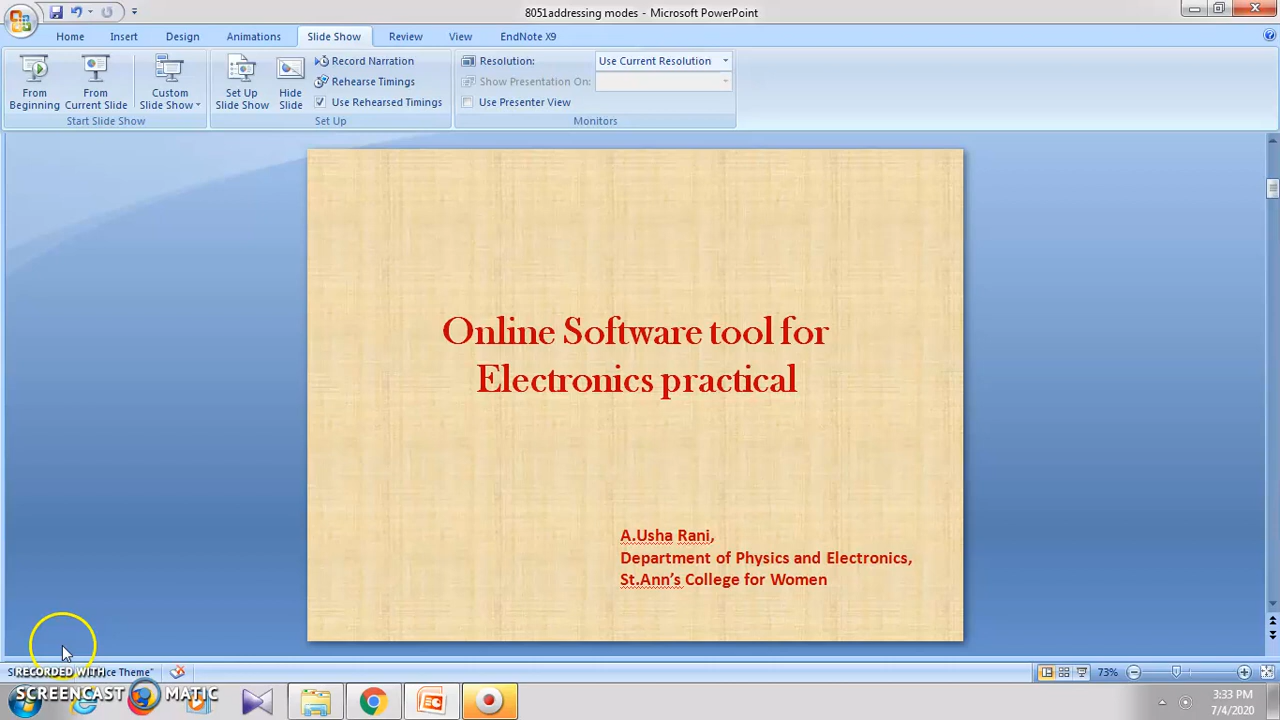 8051addressing modes - Microsoft PowerPoint
Home Insert Design Animations Slide Show Review View EndNote X9
From Beginning
From Current Slide
Custom Slide Show
Start Slide Show
Set Up Slide Show
Hide Slide
Record Narration
Rehearse Timings
Use Rehearsed Timings
Set Up
Resolution: Use Current Resolution
Show Presentation On:
Use Presenter View
Monitors
Online Software tool for
Electronics practical
A.Usha Rani,
Department of Physics and Electronics,
St.Ann's College for Women
RECORDED WITH
SCREENCAST MATIC
73%
3:33 PM
7/4/2020